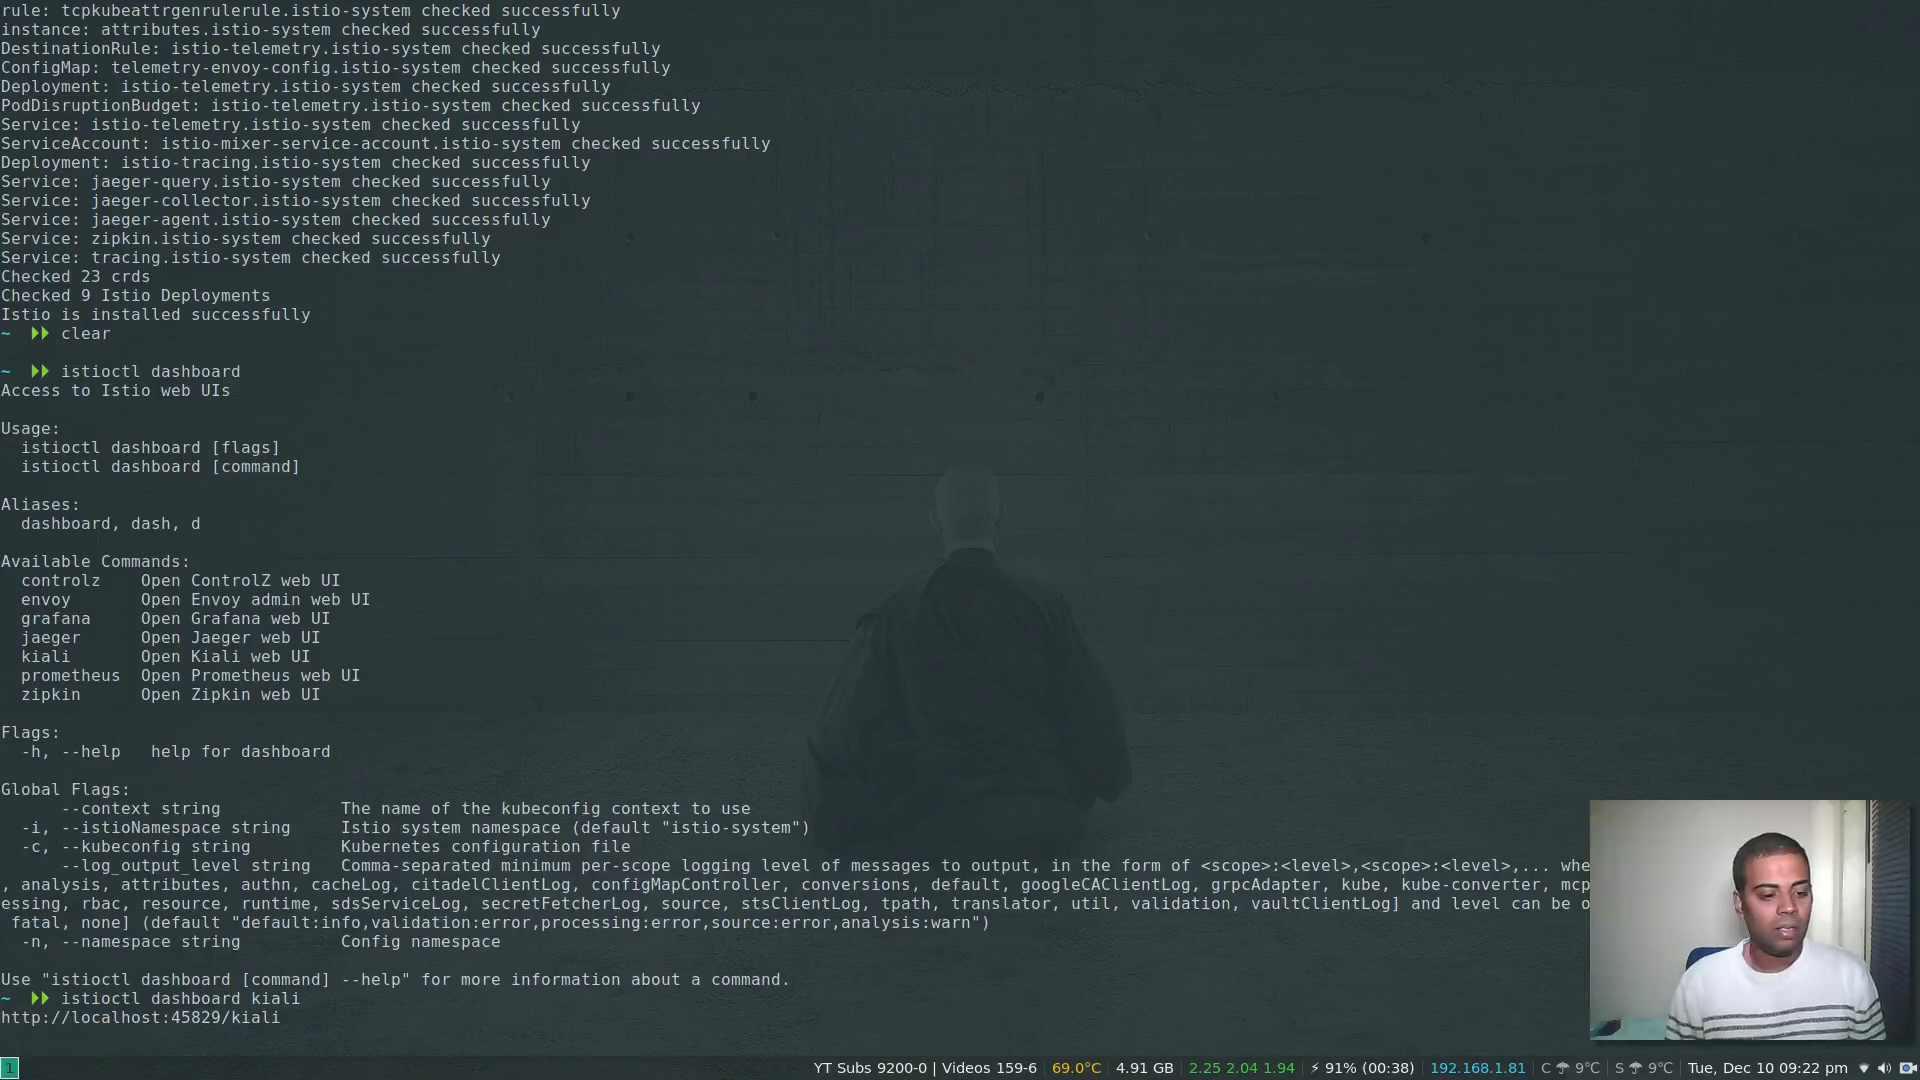 rule: tcpkubeattrgenrulerule.istio-system checked successfully
instance: attributes.istio-system checked successfully
DestinationRule: istio-telemetry.istio-system checked successfully
ConfigMap: telemetry-envoy-config.istio-system checked successfully
Deployment: istio-telemetry.istio-system checked successfully
PodDisruptionBudget: istio-telemetry.istio-system checked successfully
Service: istio-telemetry.istio-system checked successfully
ServiceAccount: istio-mixer-service-account.istio-system checked successfully
Deployment: istio-tracing.istio-system checked successfully
Service: jaeger-query.istio-system checked successfully
Service: jaeger-collector.istio-system checked successfully
Service: jaeger-agent.istio-system checked successfully
Service: zipkin.istio-system checked successfully
Service: tracing.istio-system checked successfully
Checked 23 crds
Checked 9 Istio Deployments
Istio is installed successfully
~ clear
~ istioctl dashboard
Access to Istio web UIs
Usage:
istioctl dashboard [flags]
istioctl dashboard [command]
Aliases:
dashboard, dash, d
Available Commands:
controlz Open ControlZ web UI
envoy Open Envoy admin web UI
grafana Open Grafana web UI
jaeger Open Jaeger web UI
kiali Open Kiali web UI
prometheus Open Prometheus web UI
zipkin Open Zipkin web UI
Flags:
-h, --help help for dashboard
Global Flags:
--context string The name of the kubeconfig context to use
-i, --istioNamespace string Istio system namespace (default "istio-system")
-c, --kubeconfig string Kubernetes configuration file
--log_output_level string Comma-separated minimum per-scope logging level of messages to output, in the form of <scope>:<level>,<scope>:<level>,... whe
, analysis, attributes, authn, cacheLog, citadelClientLog, configMapController, conversions, default, googleCAClientLog, grpcAdapter, kube, kube-converter, mcp
essing, rbac, resource, runtime, sdsServiceLog, secretFetcherLog, source, stsClientLog, tpath, translator, util, validation, vaultClientLog] and level can be o
fatal, none] (default "default:info,validation:error,processing:error,source:error,analysis:warn")
-n, --namespace string Config namespace
Use "istioctl dashboard [command] --help" for more information about a command.
~ istioctl dashboard kiali
http://localhost:45829/kiali
1 YT Subs 9200-0 | Videos 159-6 69.0°C 4.91 GB 2.25 2.04 1.94 ⚡ 91% (00:38) 192.168.1.81 C ☂ 9℃ S ☂ 9℃ Tue, Dec 10 09:22 pm